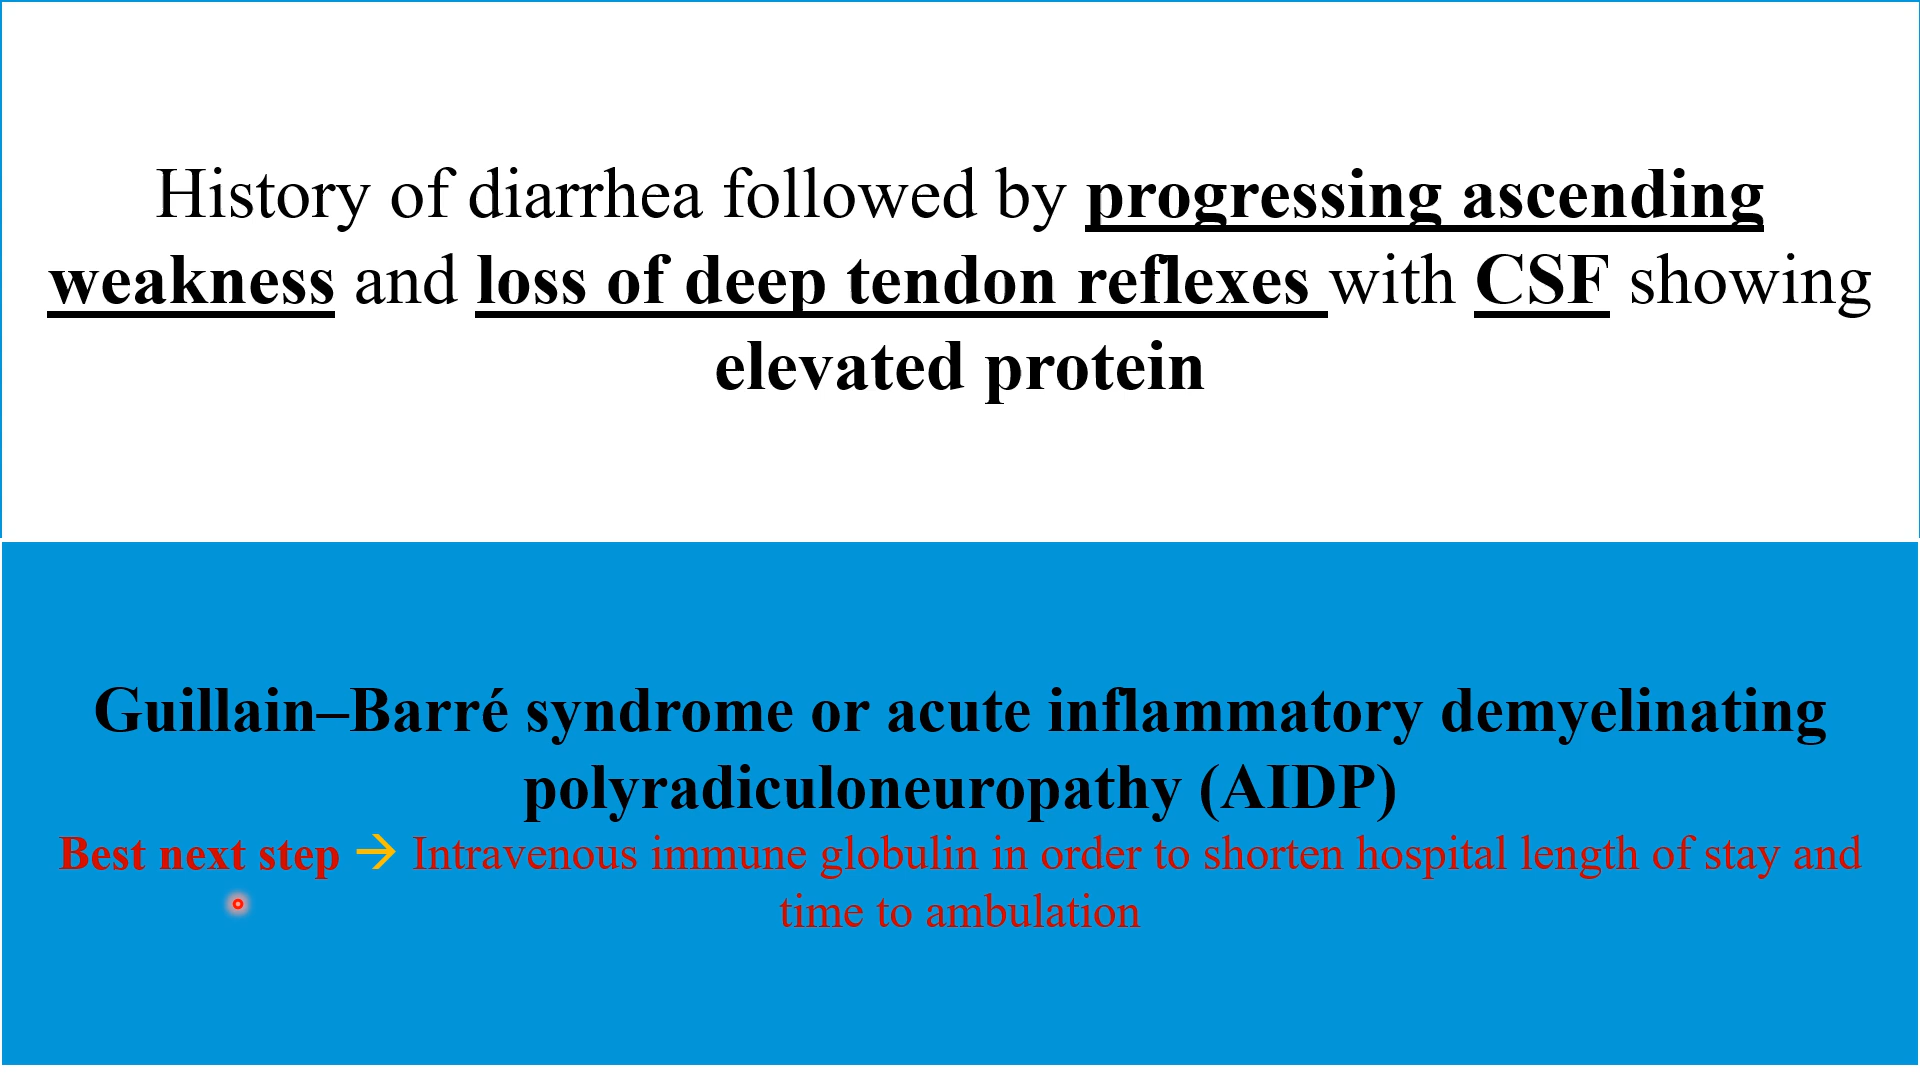 History of diarrhea followed by progressing ascending
weakness and loss of deep tendon reflexes with CSF showing
elevated protein
Guillain–Barré syndrome or acute inflammatory demyelinating
polyradiculoneuropathy (AIDP)
Best next step → Intravenous immune globulin in order to shorten hospital length of stay and
time to ambulation